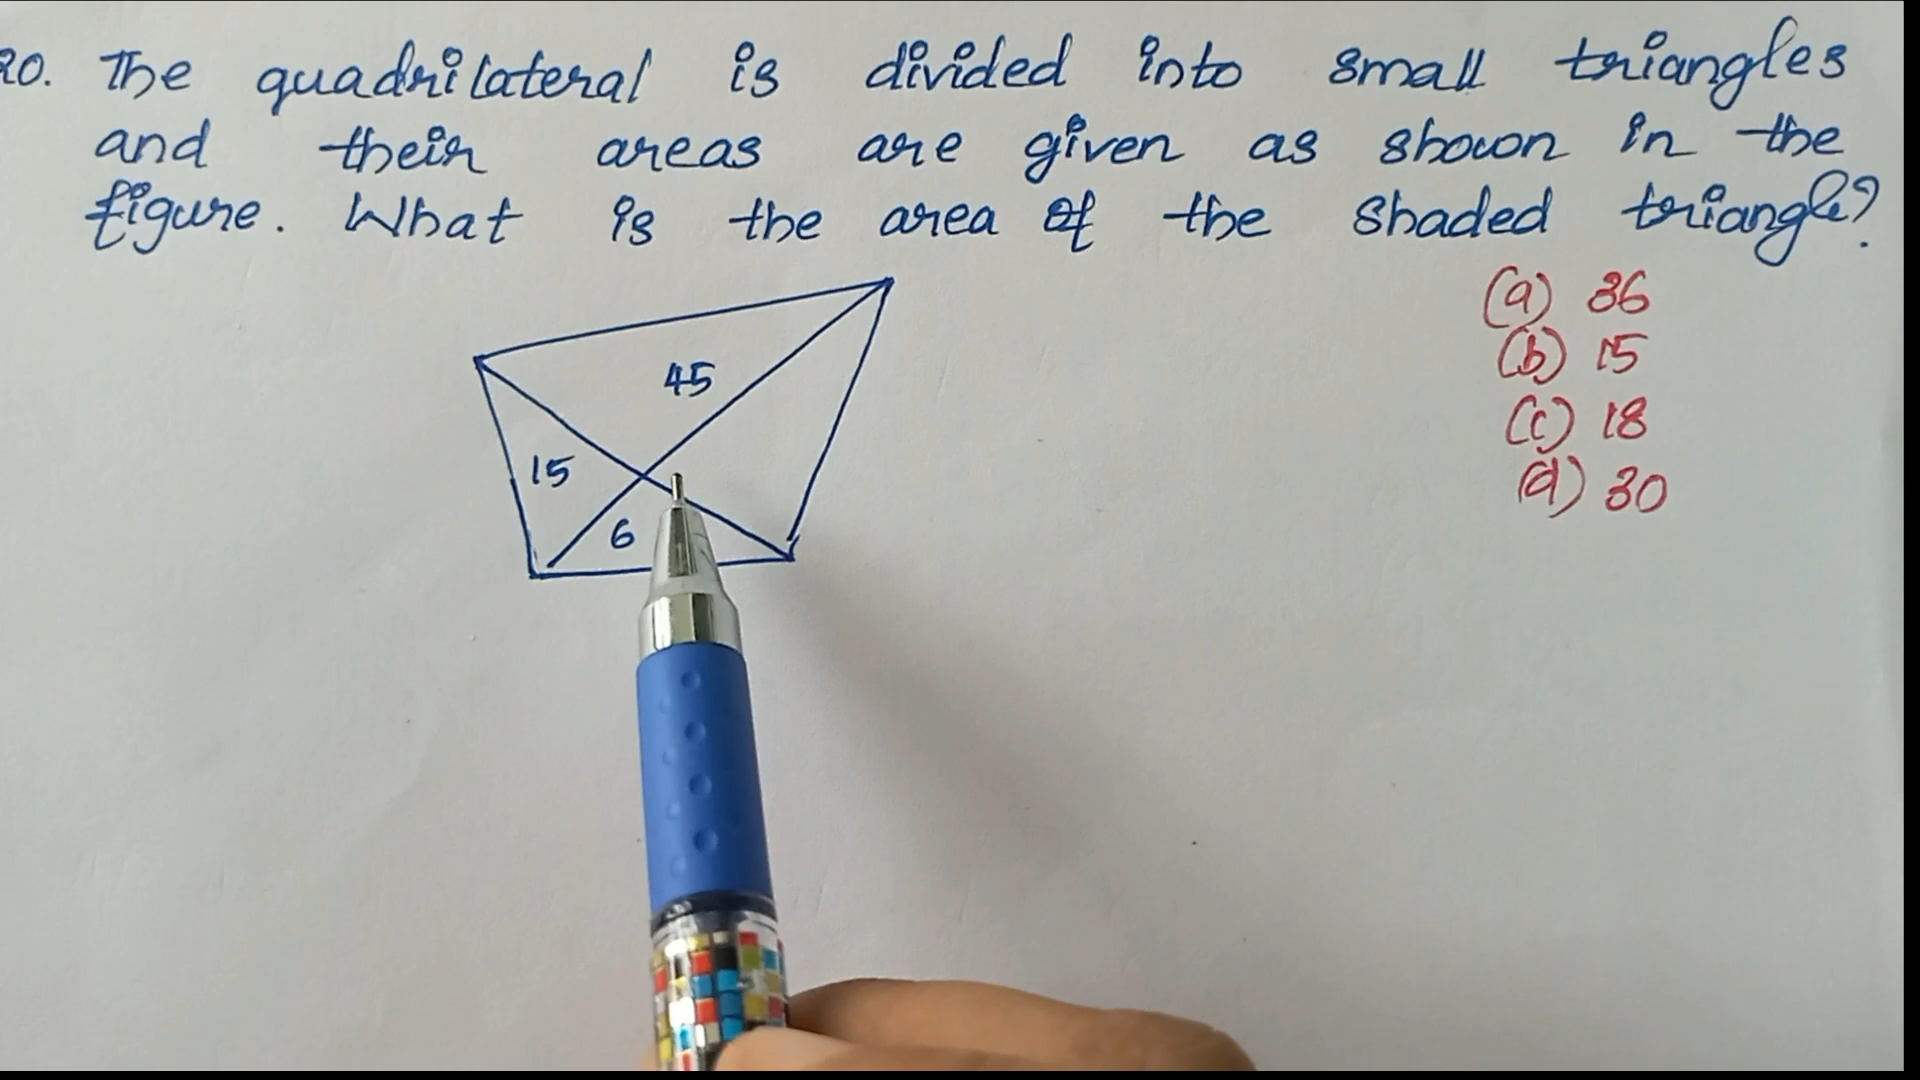 20. The quadrilateral is divided into small triangles
and their areas are given as shown in the
figure. What is the area of the shaded triangle?
(a) 36
(b) 15
(c) 18
(d) 30
45
15
6